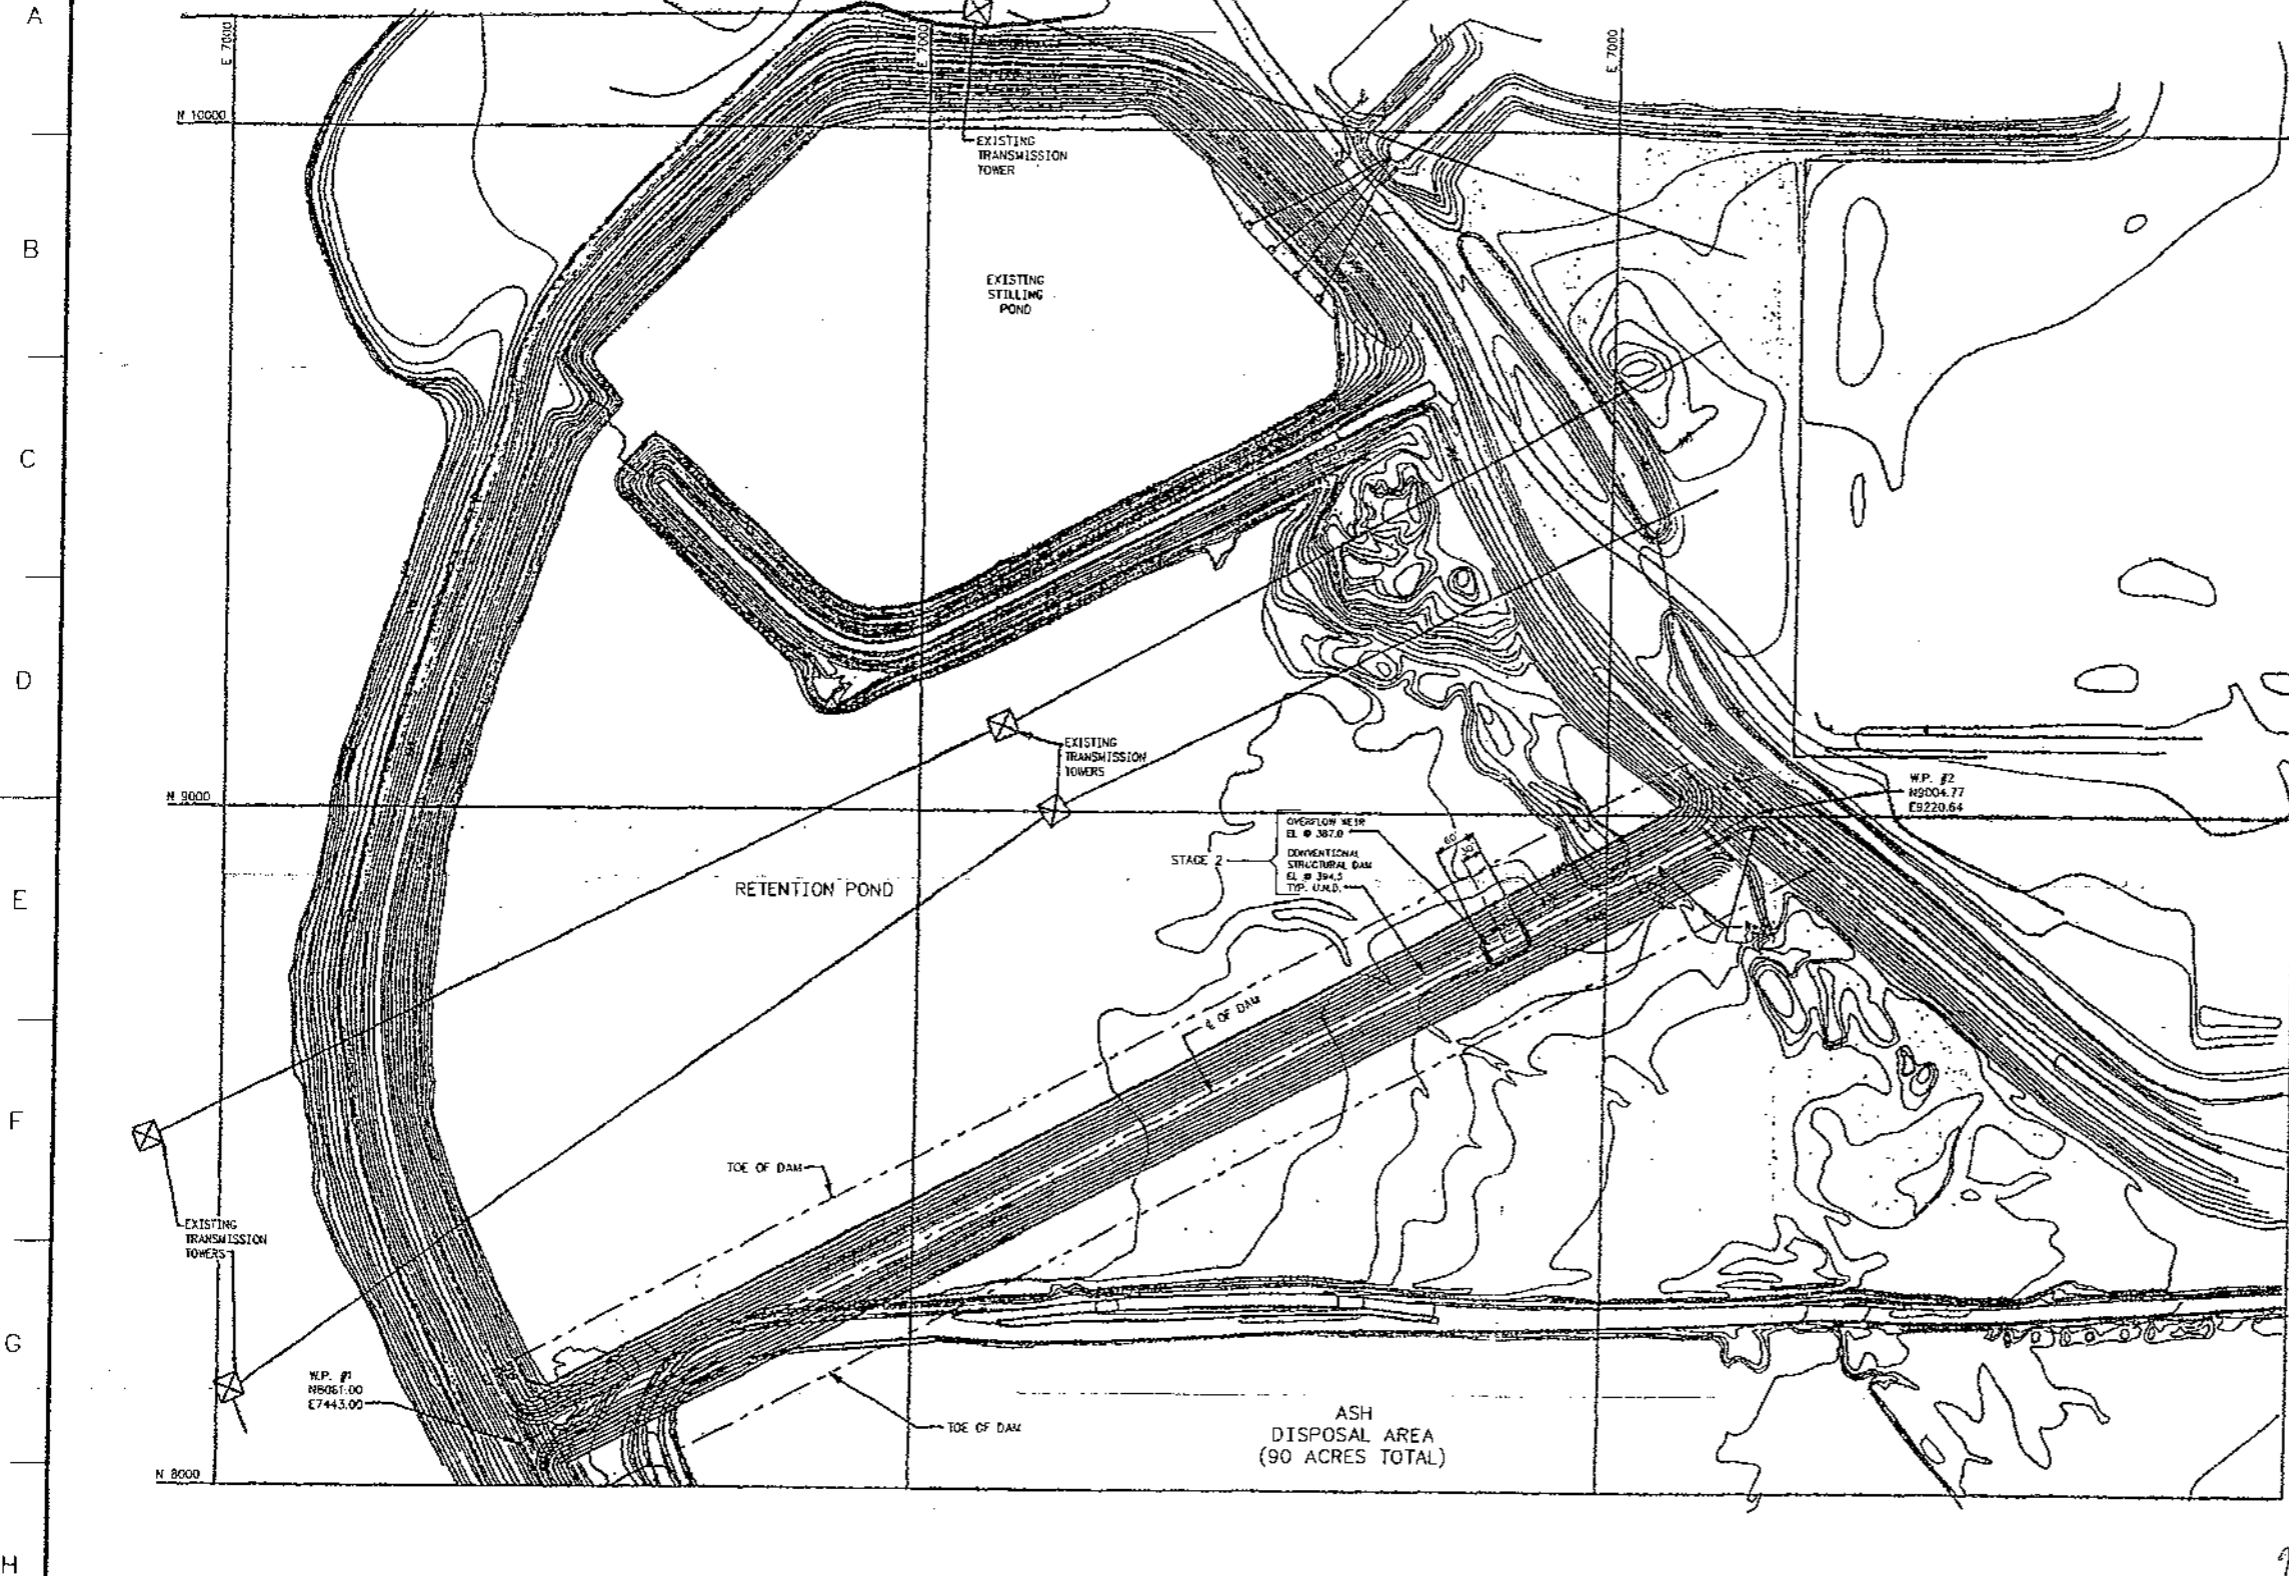 A
B
C
D
E
F
G
H
E 7000
E 7000
E 7000
N 10000
EXISTING
TRANSMISSION
TOWER
EXISTING
STILLING
POND
EXISTING
TRANSMISSION
TOWERS
N 9000
W.P. #2
N9004.77
E9220.64
STAGE 2
OVERFLOW WEIR
EL @ 387.0
CONVENTIONAL
STRUCTURAL DAM
EL @ 394.5
TYP. U.N.O.
60'
RETENTION POND
℄ OF DAM
TOE OF DAM
EXISTING
TRANSMISSION
TOWERS
W.P. #1
N8061.00
E7443.00
TOE OF DAM
ASH
DISPOSAL AREA
(90 ACRES TOTAL)
N 8000